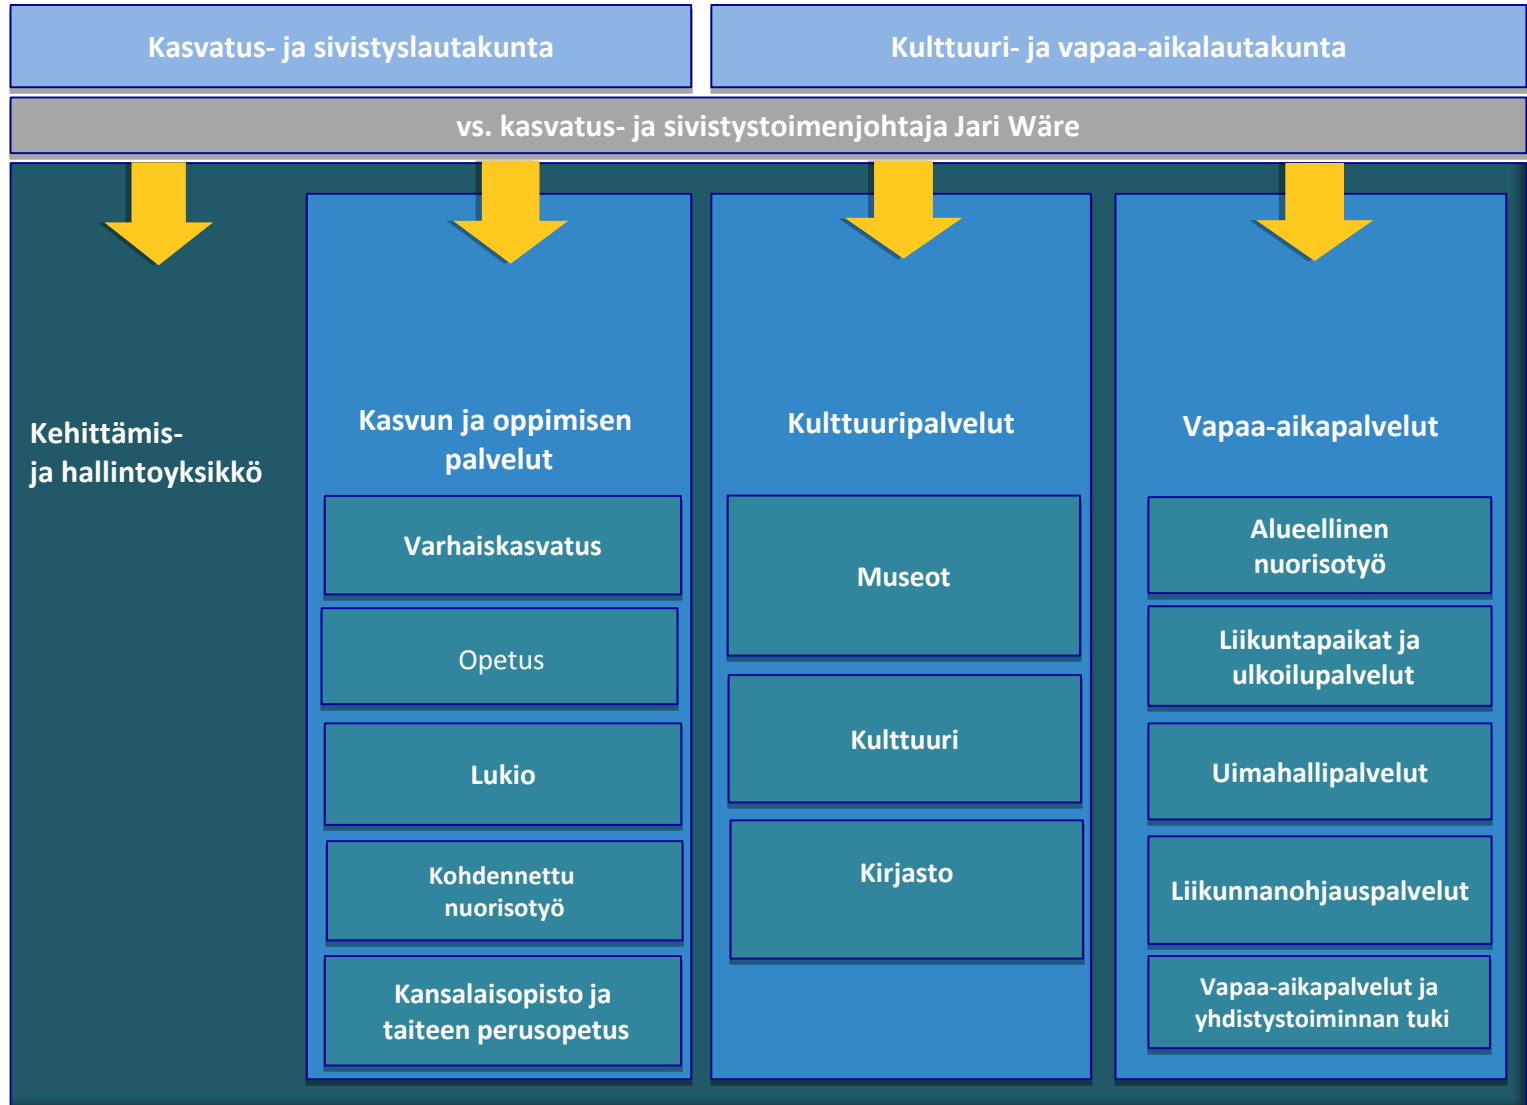 Kasvatus- ja sivistyslautakunta
Kulttuuri- ja vapaa-aikalautakunta
vs. kasvatus- ja sivistystoimenjohtaja Jari Wäre
Kehittämis-
ja hallintoyksikkö
Kasvun ja oppimisen
palvelut
Varhaiskasvatus
Opetus
Lukio
Kohdennettu
nuorisotyö
Kansalaisopisto ja
taiteen perusopetus
Kulttuuripalvelut
Museot
Kulttuuri
Kirjasto
Vapaa-aikapalvelut
Alueellinen
nuorisotyö
Liikuntapaikat ja
ulkoilupalvelut
Uimahallipalvelut
Liikunnanohjauspalvelut
Vapaa-aikapalvelut ja
yhdistystoiminnan tuki